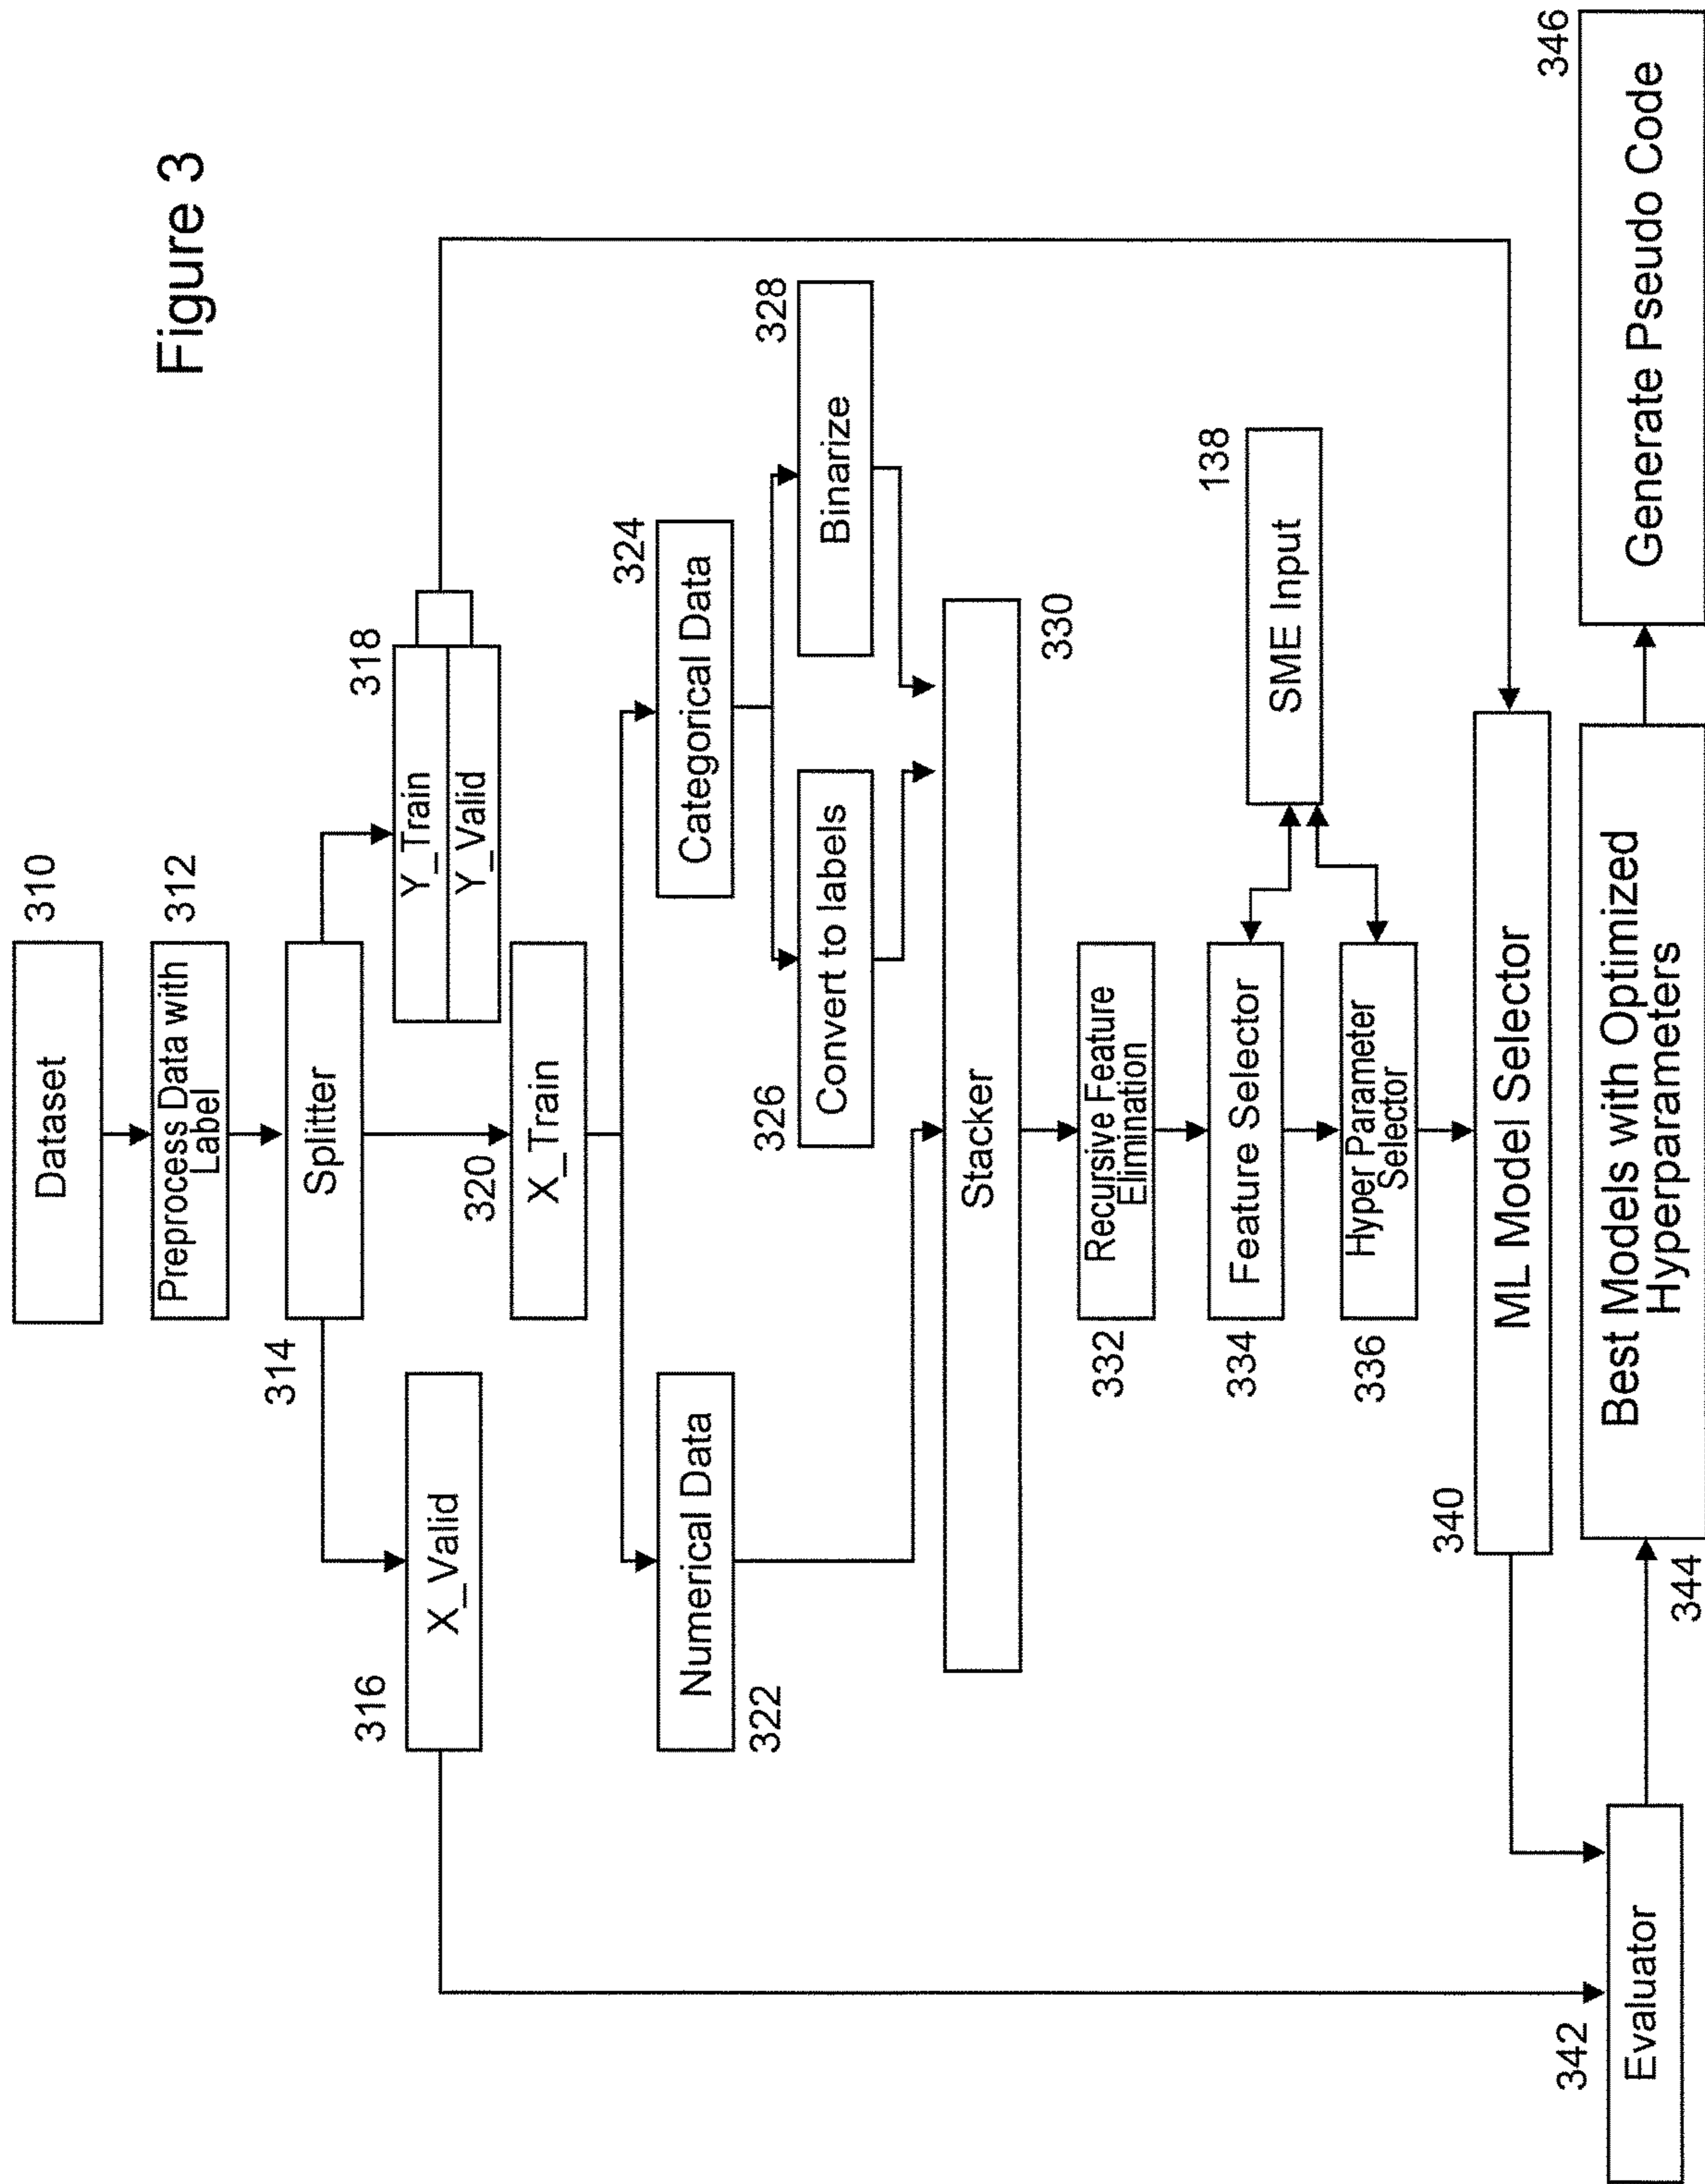 Figure 3
Dataset
310
Preprocess Data with
Label
312
Splitter
314
X_Valid
316
Y_Train
Y_Valid
318
X_Train
320
Numerical Data
322
Categorical Data
324
Convert to labels
326
Binarize
328
Stacker
330
Recursive Feature
Elimination
332
Feature Selector
334
SME Input
138
Hyper Parameter
Selector
336
ML Model Selector
340
Evaluator
342
Best Models with Optimized
Hyperparameters
344
Generate Pseudo Code
346